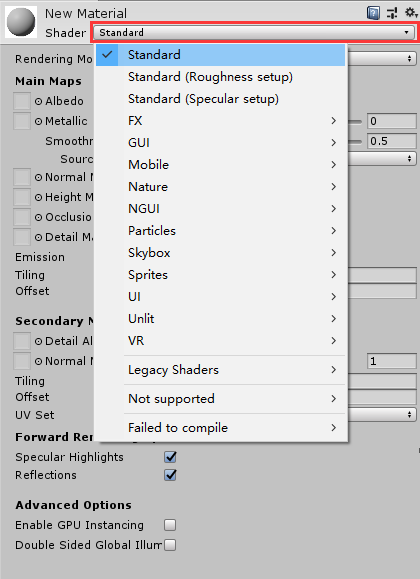 New Material
Shader Standard
Standard
Standard (Roughness setup)
Standard (Specular setup)
FX
GUI
Mobile
Nature
NGUI
Particles
Skybox
Sprites
UI
Unlit
VR
Legacy Shaders
Not supported
Failed to compile
Rendering Mo
Main Maps
Albedo
Metallic 0
Smoothn 0.5
Sour
Normal M
Height M
Occlusio
Detail Ma
Emission
Tiling
Offset
Secondary M
Detail Al
Normal M 1
Tiling
Offset
UV Set
Forward Ren
Specular Highlights
Reflections
Advanced Options
Enable GPU Instancing
Double Sided Global Illum